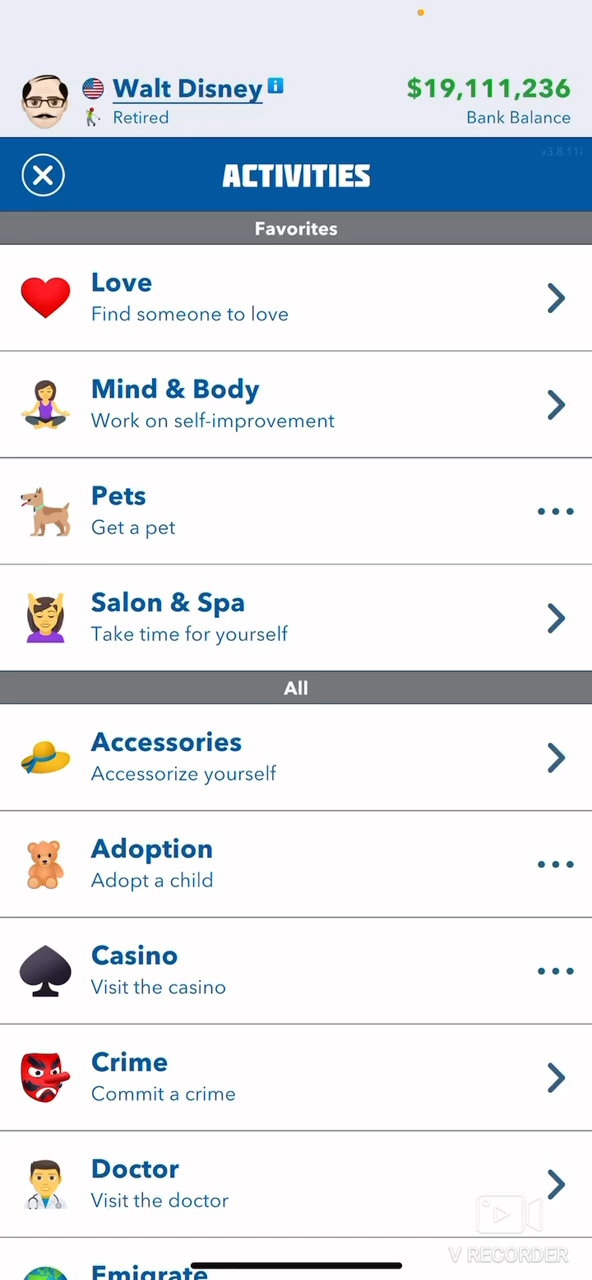 Walt Disney
$19,111,236
Retired
Bank Balance
v3.8.11i
ACTIVITIES
Favorites
Love
Find someone to love
Mind & Body
Work on self-improvement
Pets
Get a pet
Salon & Spa
Take time for yourself
All
Accessories
Accessorize yourself
Adoption
Adopt a child
Casino
Visit the casino
Crime
Commit a crime
Doctor
Visit the doctor
V RECORDER
Emigrate